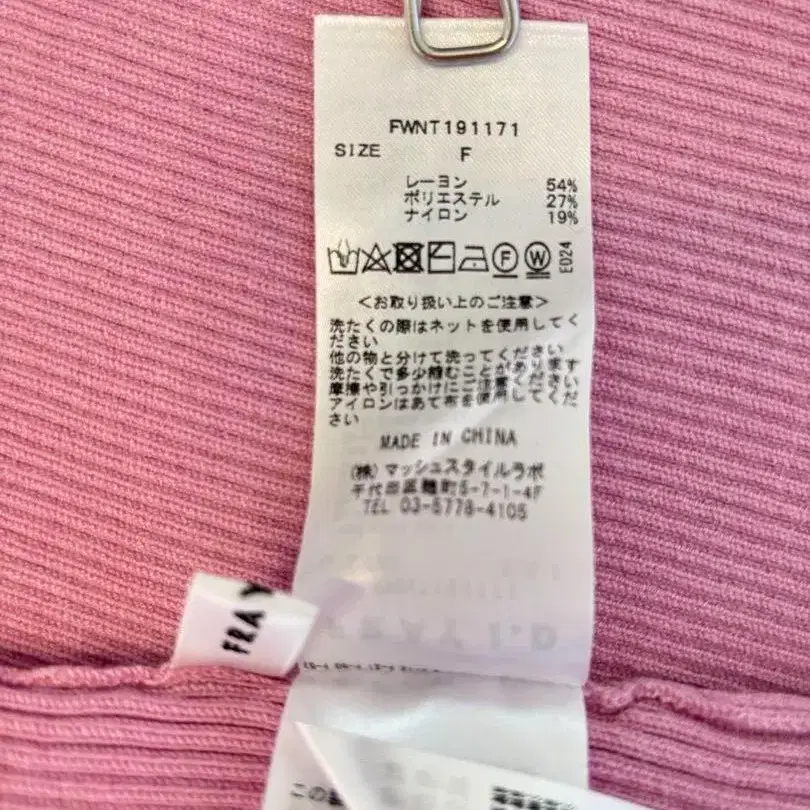 FWNT191171
SIZE F
レーヨン 54%
ポリエステル 27%
ナイロン 19%
F W E024
<お取り扱い上のご注意>
洗たくの際はネットを使用してく
ださい
他の物と分けて洗ってください
洗たくで多少縮むことがあります
摩擦や引っかけにご注意ください
アイロンはあて布を使用してくだ
さい
MADE IN CHINA
(株)マッシュスタイルラボ
千代田区麹町5-7-1-4F
TEL 03-5778-4105
FRA Y
この